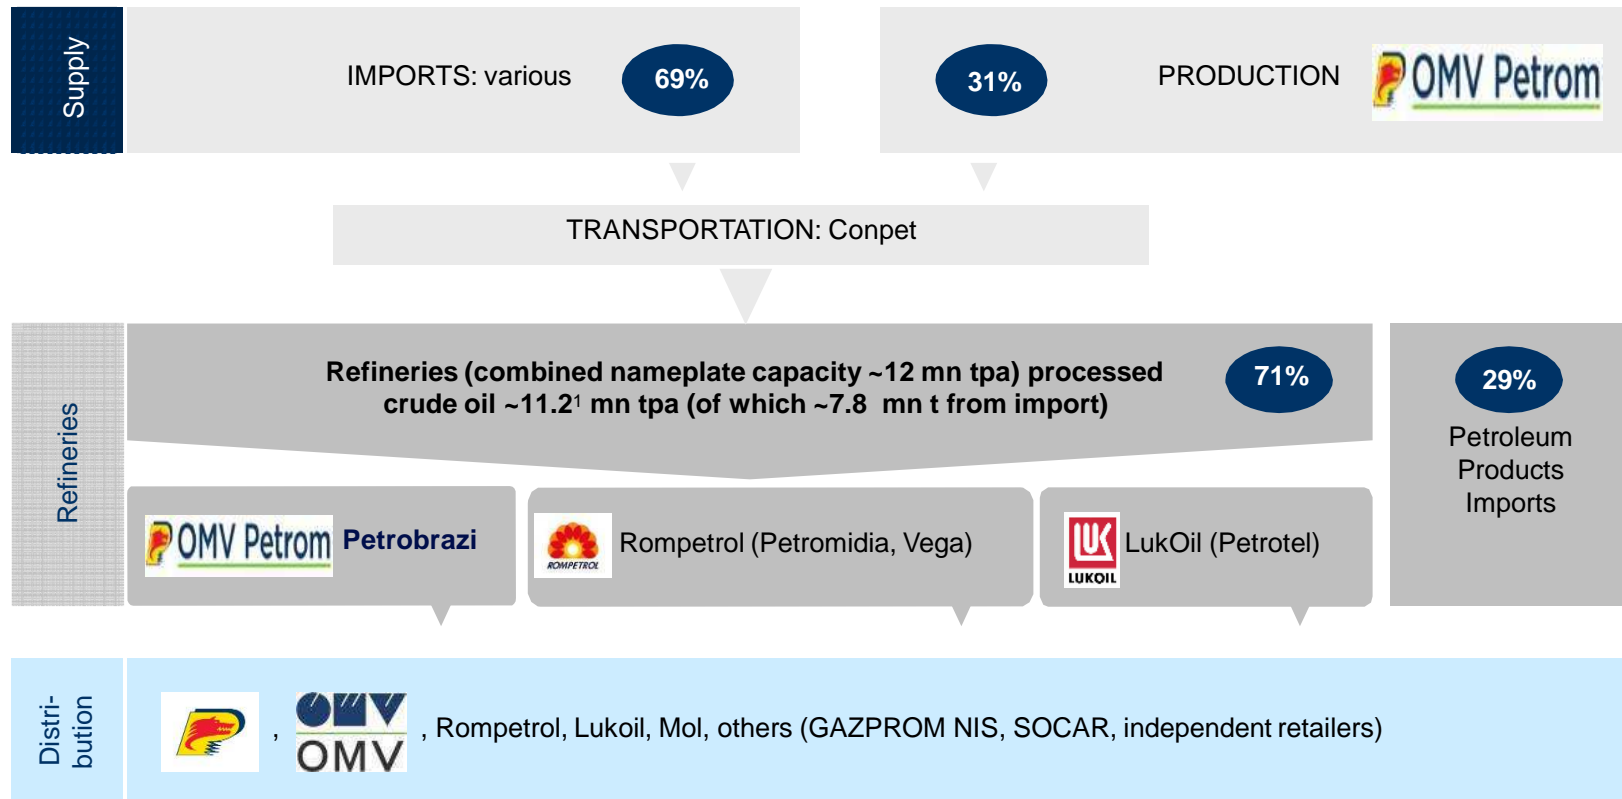 Supply
IMPORTS: various
69%
31%
PRODUCTION
OMV Petrom
TRANSPORTATION: Conpet
Refineries
Refineries (combined nameplate capacity ~12 mn tpa) processed
crude oil ~11.2¹ mn tpa (of which ~7.8 mn t from import)
71%
29%
Petroleum
Products
Imports
OMV Petrom Petrobrazi
ROMPETROL
Rompetrol (Petromidia, Vega)
LUK
LUKOIL
LukOil (Petrotel)
Distri-
bution
,
OMV
OMV
, Rompetrol, Lukoil, Mol, others (GAZPROM NIS, SOCAR, independent retailers)